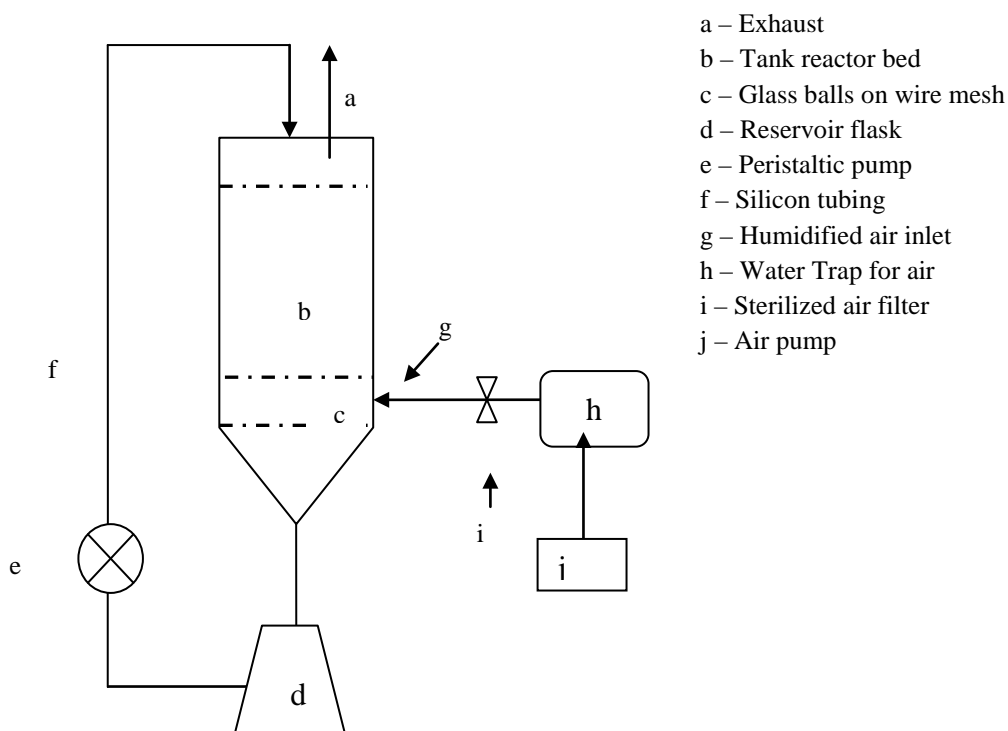 a – Exhaust
b – Tank reactor bed
c – Glass balls on wire mesh
d – Reservoir flask
e – Peristaltic pump
f – Silicon tubing
g – Humidified air inlet
h – Water Trap for air
i – Sterilized air filter
j – Air pump
a
b
g
f
c
h
i
e
j
d